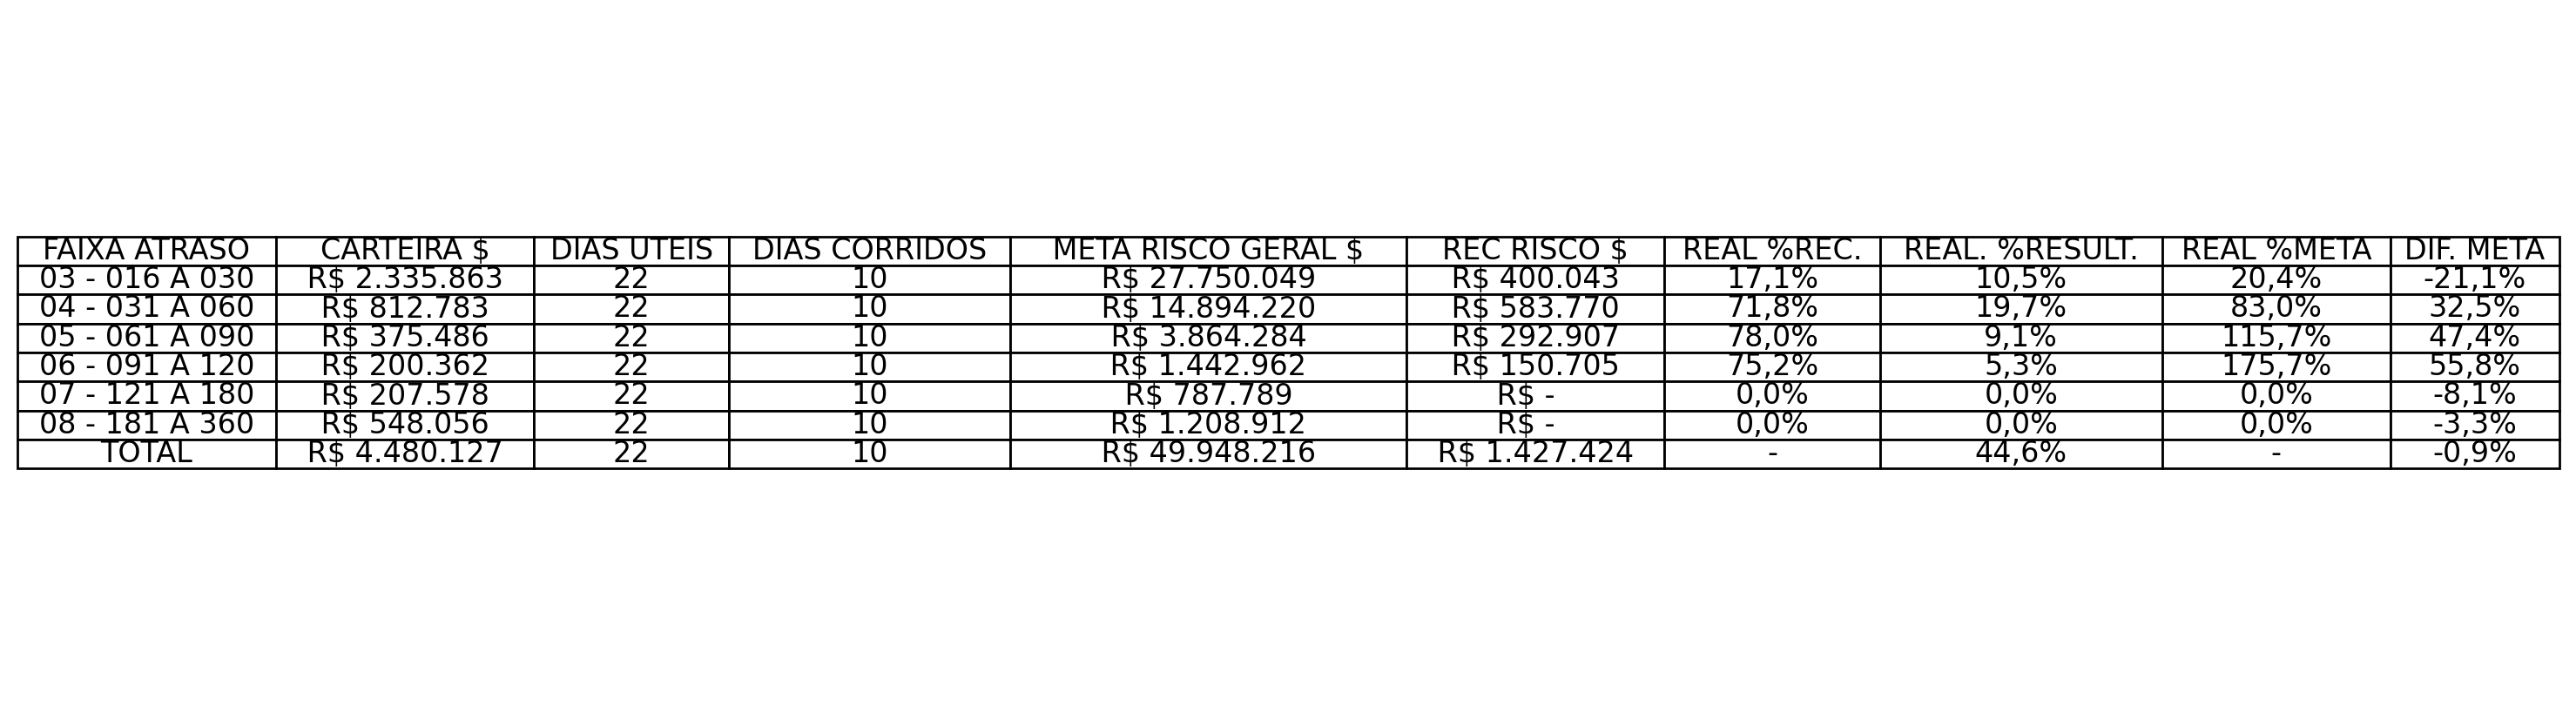 FAIXA ATRASO CARTEIRA $ DIAS UTEIS DIAS CORRIDOS META RISCO GERAL $ REC RISCO $ REAL %REC. REAL. %RESULT. REAL %META DIF. META
03 - 016 A 030 R$ 2.335.863 22 10 R$ 27.750.049 R$ 400.043 17,1% 10,5% 20,4% -21,1%
04 - 031 A 060 R$ 812.783 22 10 R$ 14.894.220 R$ 583.770 71,8% 19,7% 83,0% 32,5%
05 - 061 A 090 R$ 375.486 22 10 R$ 3.864.284 R$ 292.907 78,0% 9,1% 115,7% 47,4%
06 - 091 A 120 R$ 200.362 22 10 R$ 1.442.962 R$ 150.705 75,2% 5,3% 175,7% 55,8%
07 - 121 A 180 R$ 207.578 22 10 R$ 787.789 R$ - 0,0% 0,0% 0,0% -8,1%
08 - 181 A 360 R$ 548.056 22 10 R$ 1.208.912 R$ - 0,0% 0,0% 0,0% -3,3%
TOTAL R$ 4.480.127 22 10 R$ 49.948.216 R$ 1.427.424 - 44,6% - -0,9%